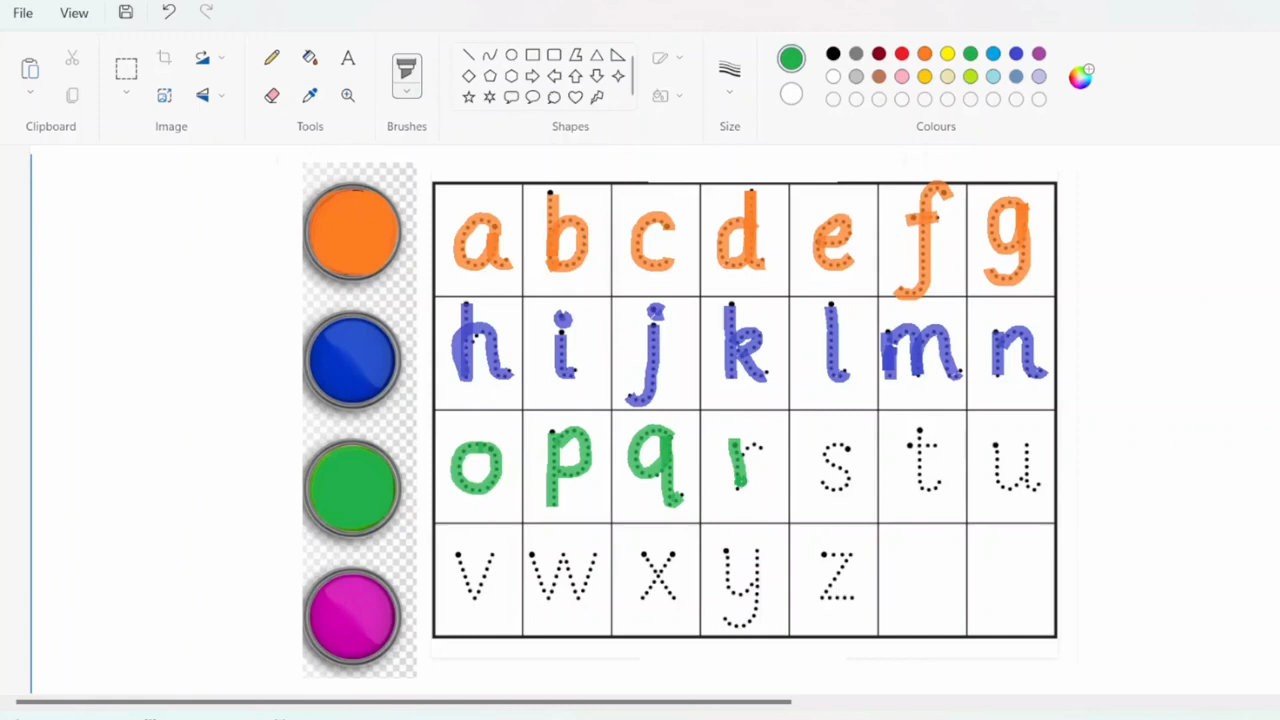 File View
Clipboard Image Tools Brushes Shapes Size Colours
a b c d e f g
h i j k l m n
o p q r s t u
v w x y z